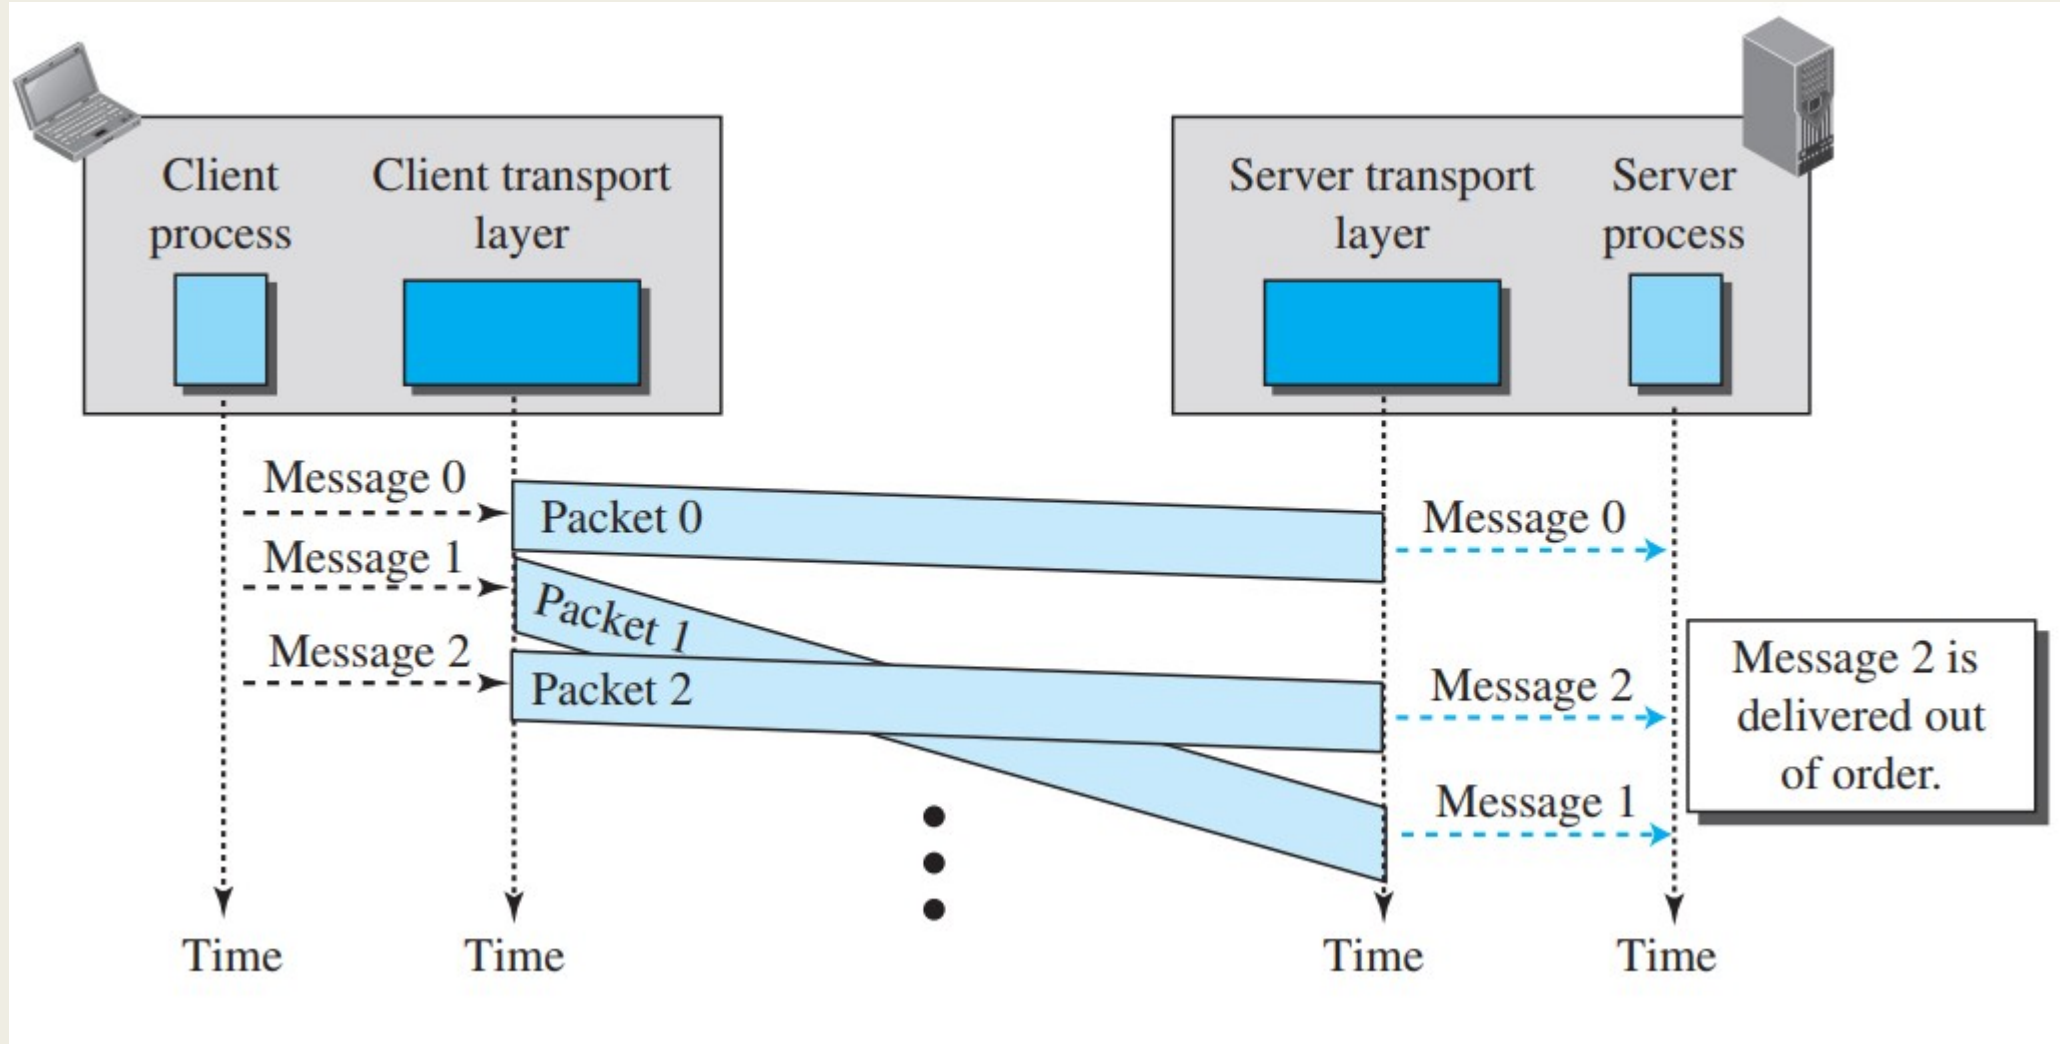 Client process
Client transport layer
Server transport layer
Server process
Message 0
Packet 0
Message 0
Message 1
Packet 1
Message 2
Packet 2
Message 2
Message 1
Message 2 is
delivered out
of order.
Time
Time
Time
Time